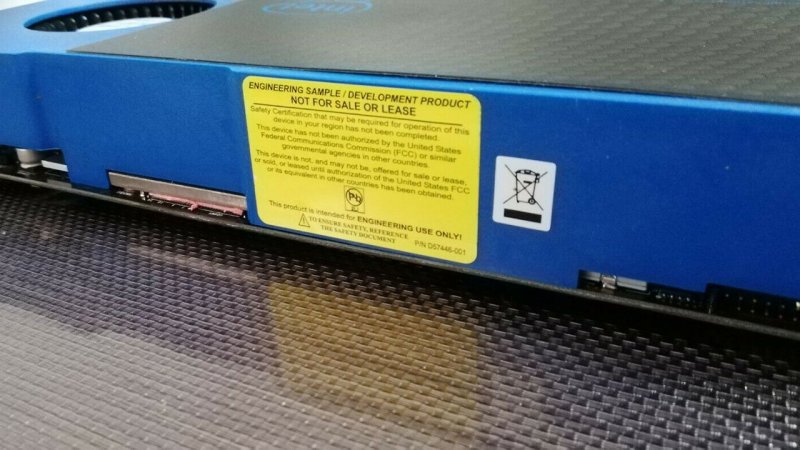 intel
ENGINEERING SAMPLE / DEVELOPMENT PRODUCT
NOT FOR SALE OR LEASE
Safety Certification that may be required for operation of this
device in your region has not been completed.
This device has not been authorized by the United States
Federal Communications Commission (FCC) or similar
governmental agencies in other countries.
This device is not, and may not be, offered for sale or lease,
or sold, or leased until authorization of the United States FCC
or its equivalent in other countries has been obtained.
Pb
This product is intended for ENGINEERING USE ONLY!
TO ENSURE SAFETY, REFERENCE
THE SAFETY DOCUMENT
P/N D57446-001